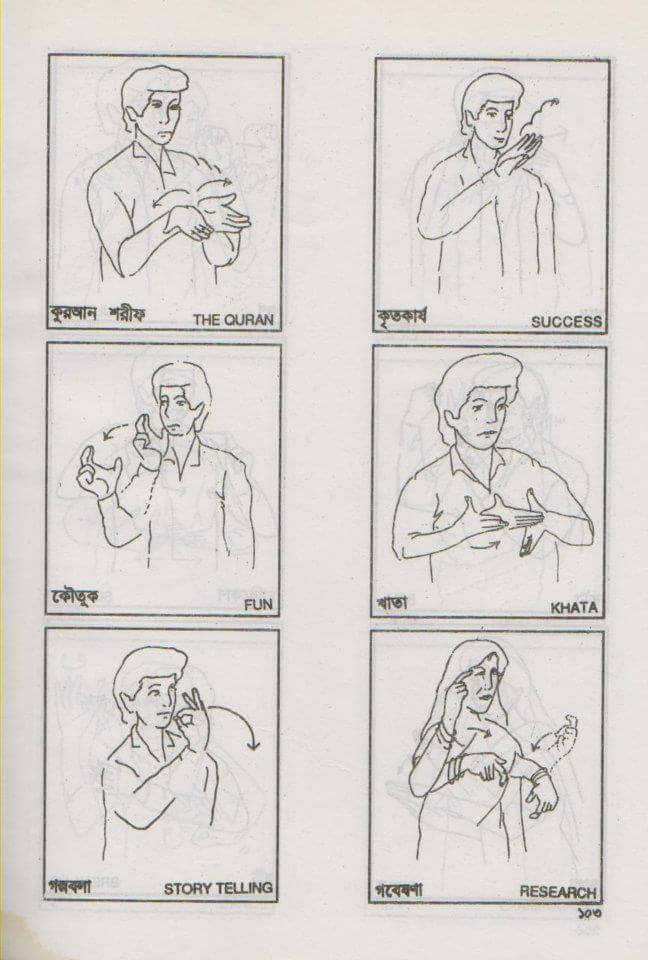 কুরআন শরীফ THE QURAN
কৃতকার্য SUCCESS
কৌতূক FUN
খাতা KHATA
গল্পবলা STORY TELLING
গবেষণা RESEARCH
১০৩